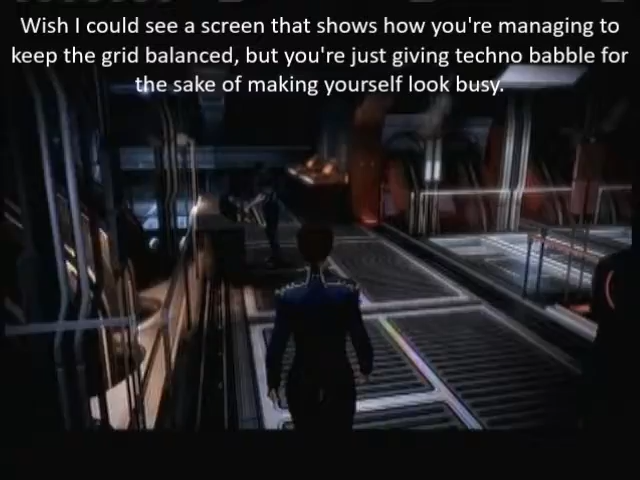 Wish I could see a screen that shows how you're managing to
keep the grid balanced, but you're just giving techno babble for
the sake of making yourself look busy.